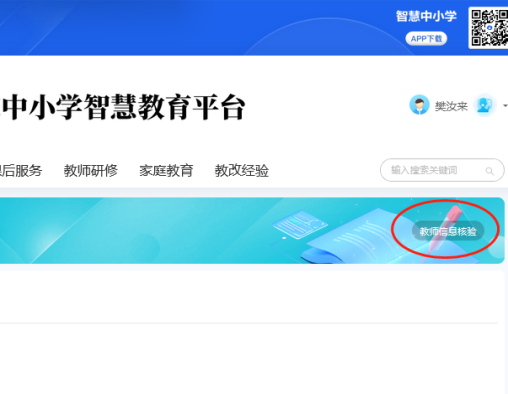 智慧中小学
APP下载
中小学智慧教育平台
樊汝来
后服务 教师研修 家庭教育 教改经验
输入搜索关键词
教师信息核验